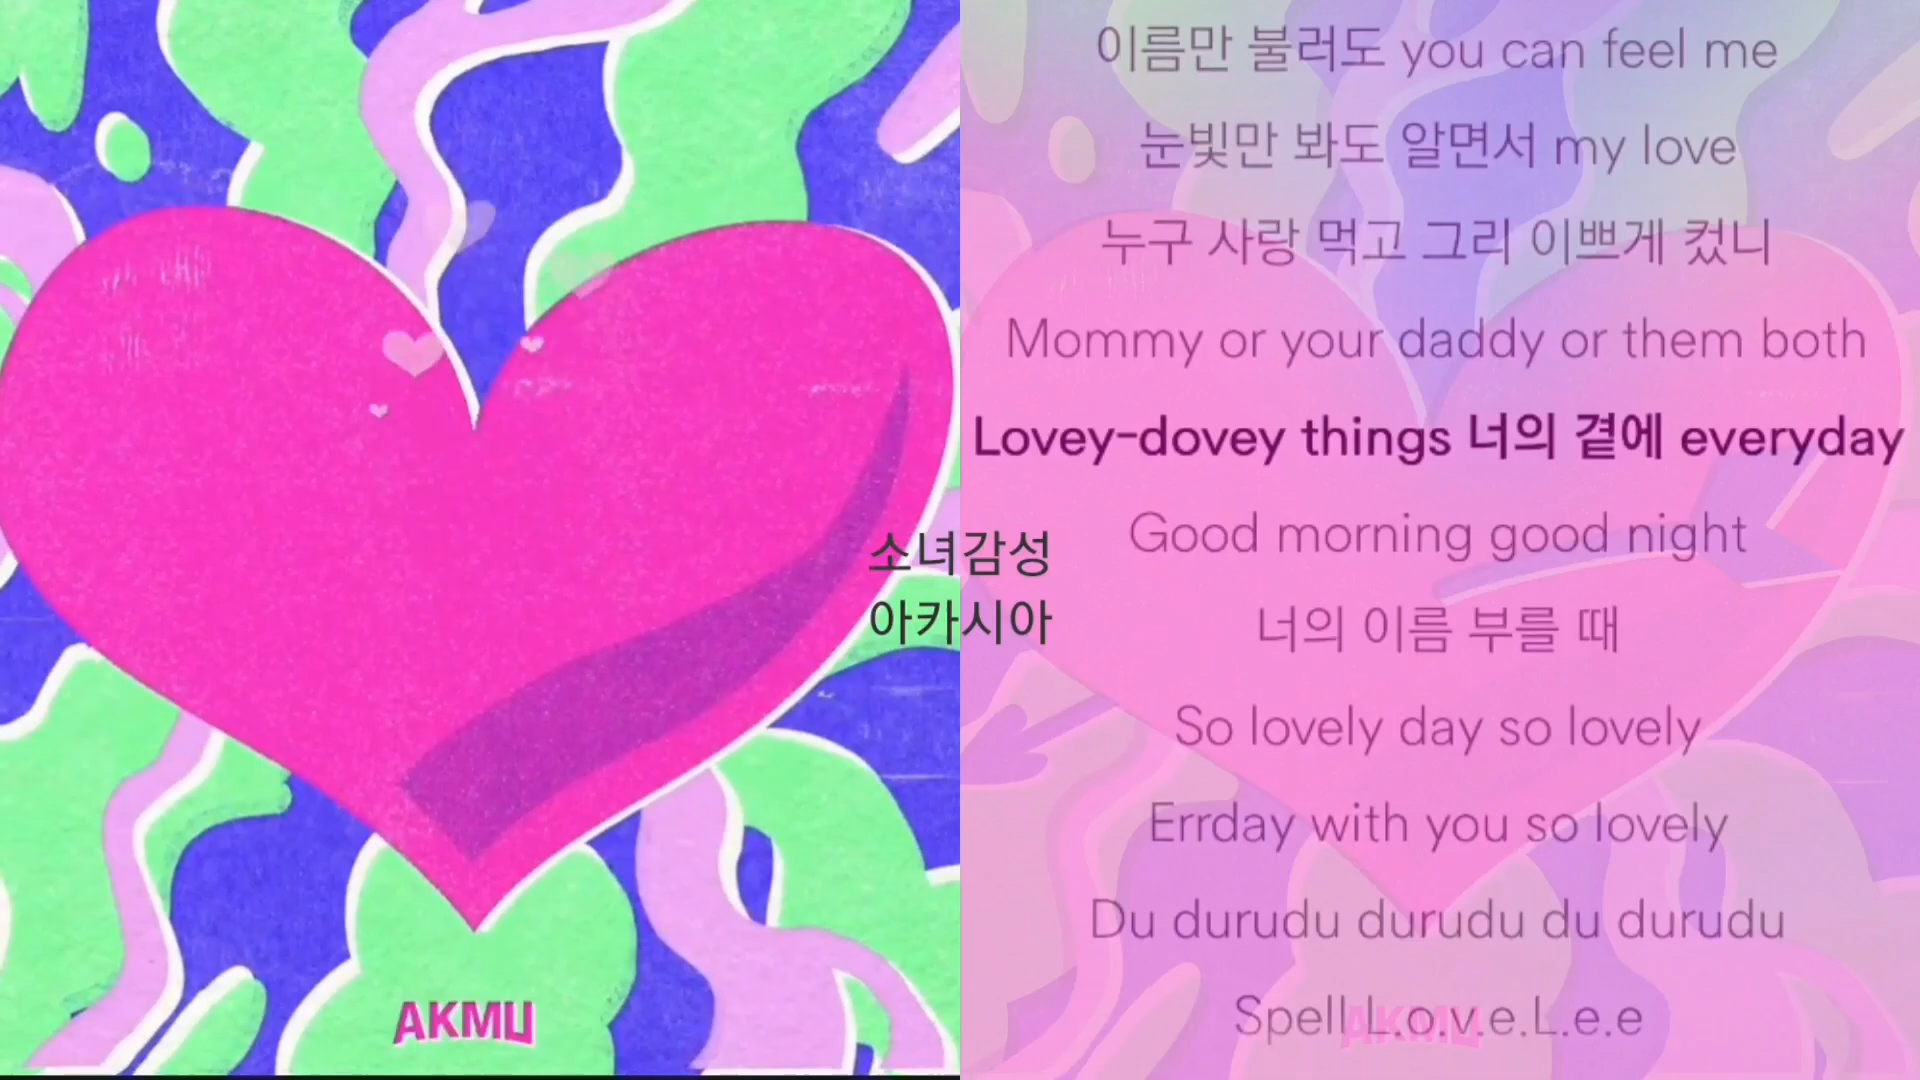 AKMU
소녀감성
아카시아
이름만 불러도 you can feel me
눈빛만 봐도 알면서 my love
누구 사랑 먹고 그리 이쁘게 컸니
Mommy or your daddy or them both
Lovey-dovey things 너의 곁에 everyday
Good morning good night
너의 이름 부를 때
So lovely day so lovely
Errday with you so lovely
Du durudu durudu du durudu
Spell L.o.v.e.L.e.e
AKMU